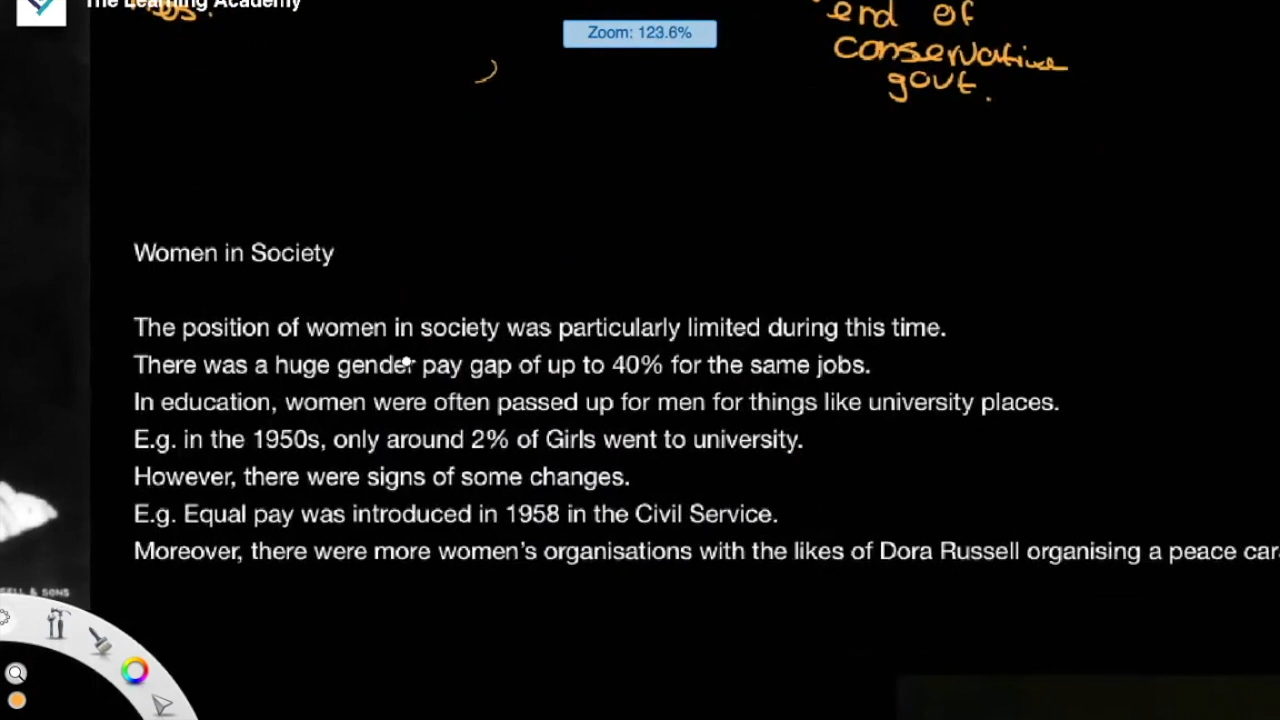 The Learning Academy
end of
Zoom: 123.6%
conservative
govt.
Women in Society
The position of women in society was particularly limited during this time.
There was a huge gender pay gap of up to 40% for the same jobs.
In education, women were often passed up for men for things like university places.
E.g. in the 1950s, only around 2% of Girls went to university.
However, there were signs of some changes.
E.g. Equal pay was introduced in 1958 in the Civil Service.
Moreover, there were more women's organisations with the likes of Dora Russell organising a peace
& SONS